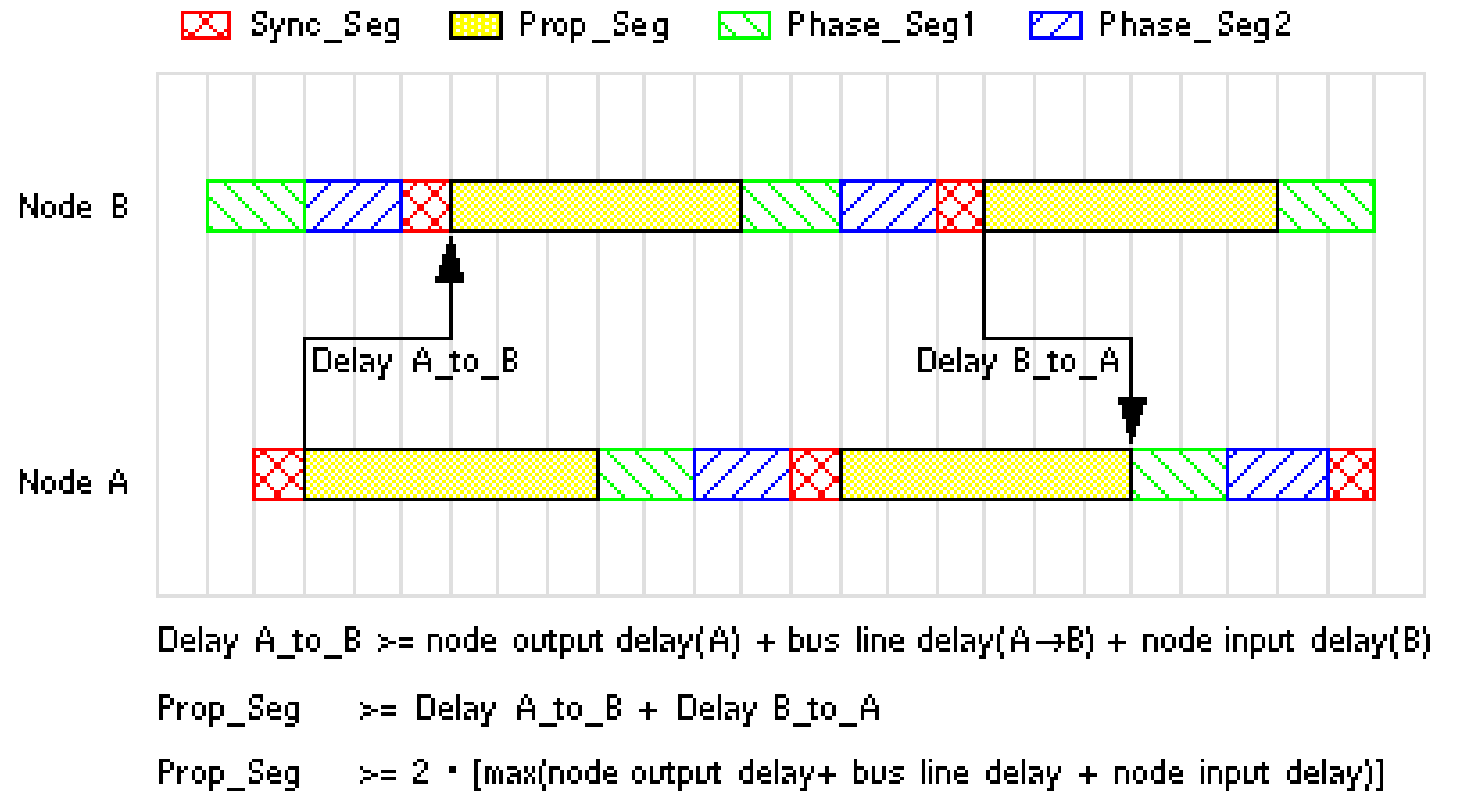 Sync_Seg Prop_Seg Phase_Seg1 Phase_Seg2
Node B
Delay A_to_B
Delay B_to_A
Node A
Delay A_to_B >= node output delay(A) + bus line delay(A→B) + node input delay(B)
Prop_Seg >= Delay A_to_B + Delay B_to_A
Prop_Seg >= 2 • [max(node output delay+ bus line delay + node input delay)]